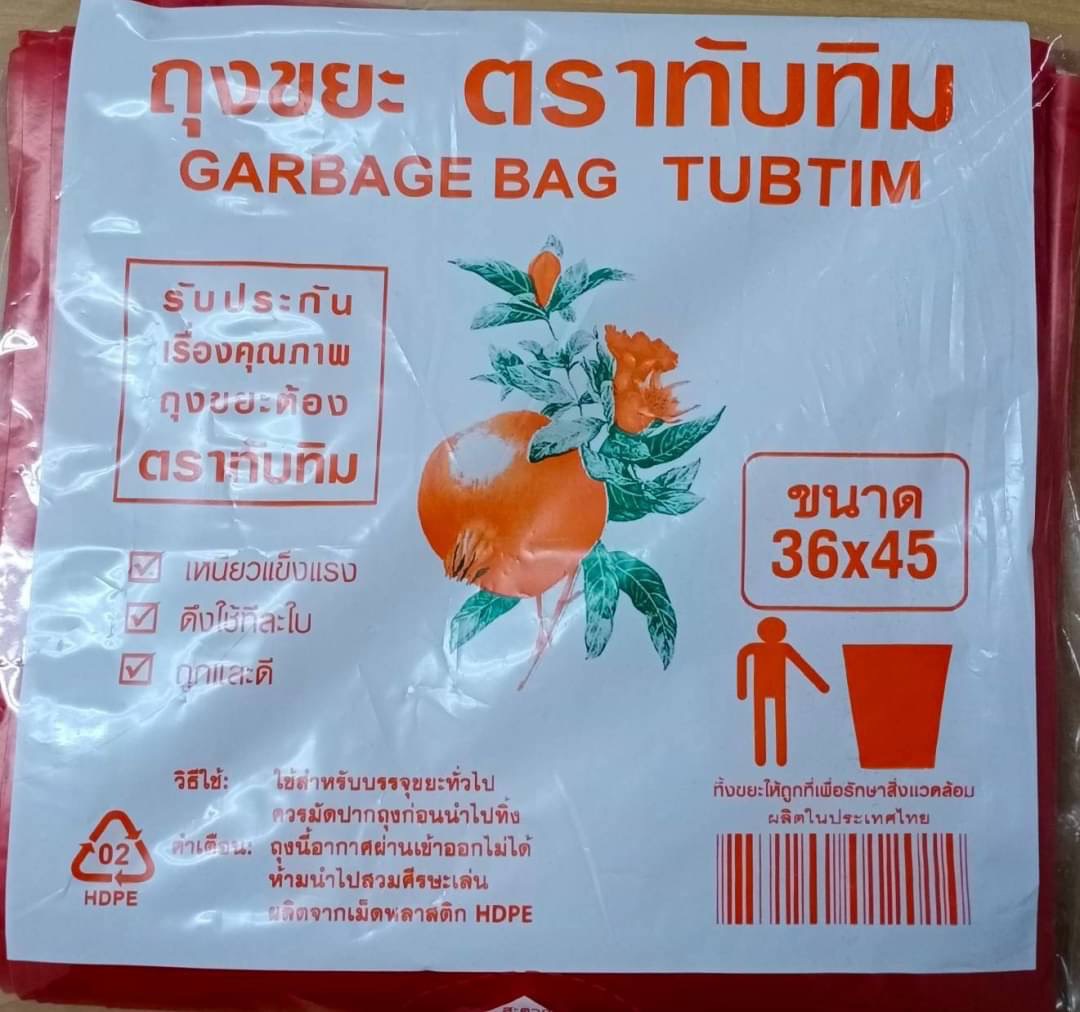 ถุงขยะ ตราทับทิม
GARBAGE BAG TUBTIM
รับประกัน
เรื่องคุณภาพ
ถุงขยะต้อง
ตราทับทิม
เหนียวแข็งแรง
ดึงใช้ทีละใบ
ถูกและดี
ขนาด
36x45
วิธีใช้: ใช้สำหรับบรรจุขยะทั่วไป
ควรมัดปากถุงก่อนนำไปทิ้ง
คำเตือน: ถุงนี้อากาศผ่านเข้าออกไม่ได้
ห้ามนำไปสวมศีรษะเล่น
ผลิตจากเม็ดพลาสติก HDPE
02
HDPE
ทิ้งขยะให้ถูกที่เพื่อรักษาสิ่งแวดล้อม
ผลิตในประเทศไทย